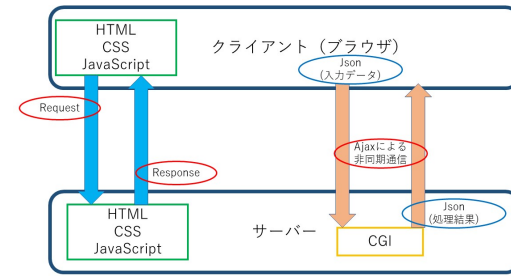 HTML
CSS
JavaScript
クライアント（ブラウザ）
Json
(入力データ)
Request
Ajaxによる
非同期通信
Response
HTML
CSS
JavaScript
サーバー
CGI
Json
(処理結果)